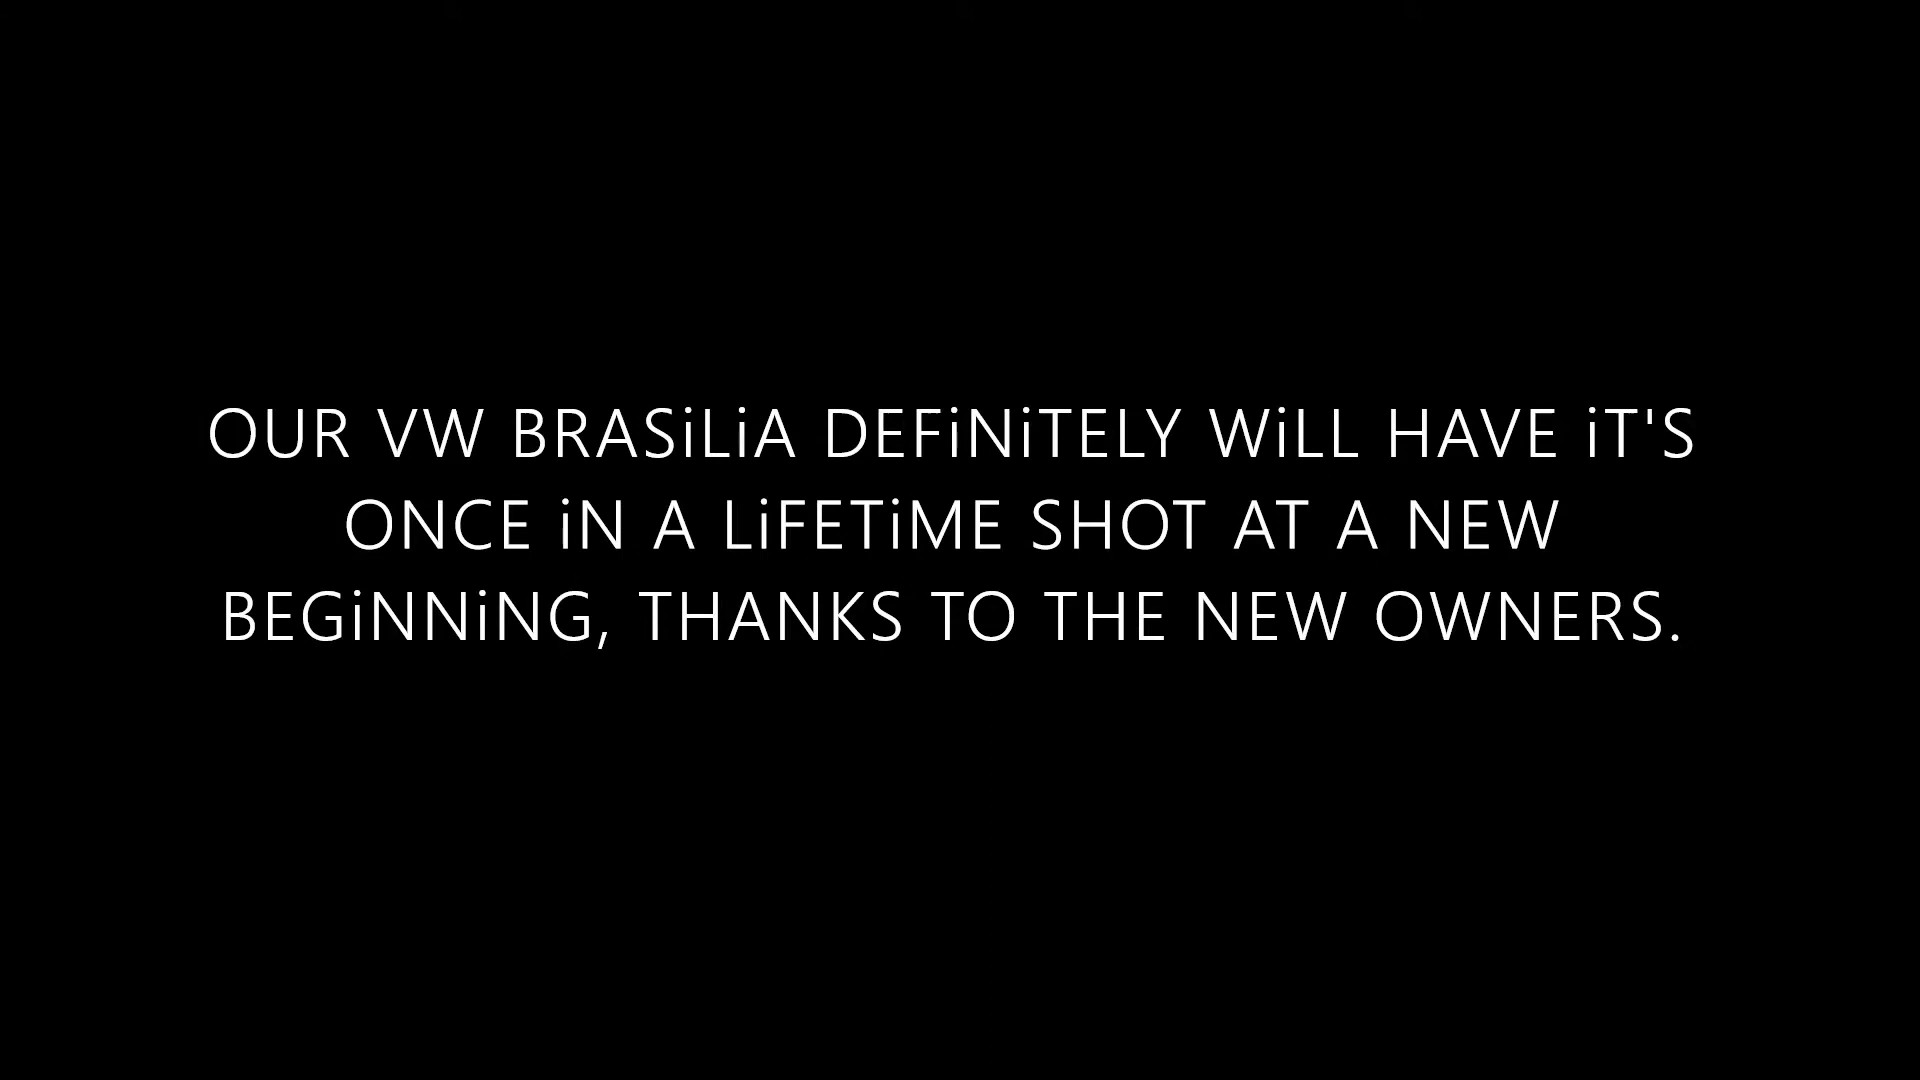 OUR VW BRASiLiA DEFiNiTELY WiLL HAVE iT'S
ONCE iN A LiFETiME SHOT AT A NEW
BEGiNNiNG, THANKS TO THE NEW OWNERS.